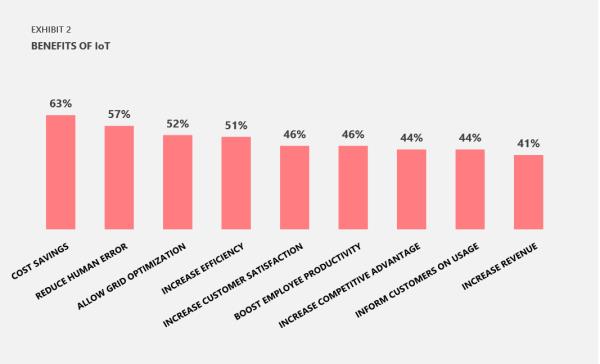 EXHIBIT 2
BENEFITS OF IoT
63%
57%
52%
51%
46%
46%
44%
44%
41%
COST SAVINGS
REDUCE HUMAN ERROR
ALLOW GRID OPTIMIZATION
INCREASE EFFICIENCY
INCREASE CUSTOMER SATISFACTION
BOOST EMPLOYEE PRODUCTIVITY
INCREASE COMPETITIVE ADVANTAGE
INFORM CUSTOMERS ON USAGE
INCREASE REVENUE